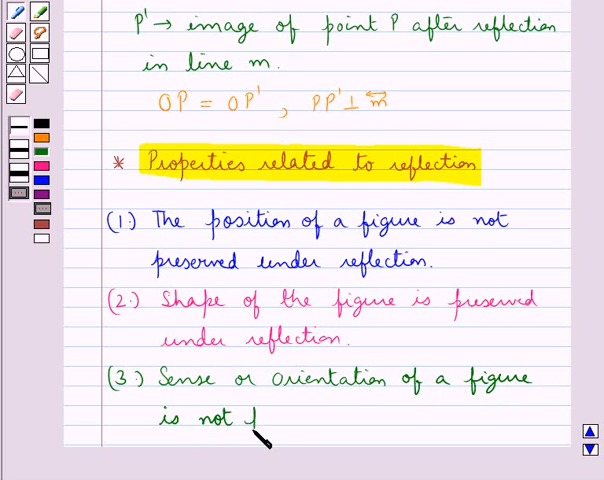 P' → image of point P after reflection
in line m.
OP = OP' , PP' ⊥ m
* Properties related to reflection
(1.) The position of a figure is not
preserved under reflection.
(2.) Shape of the figure is preserved
under reflection.
(3.) Sense or orientation of a figure
is not